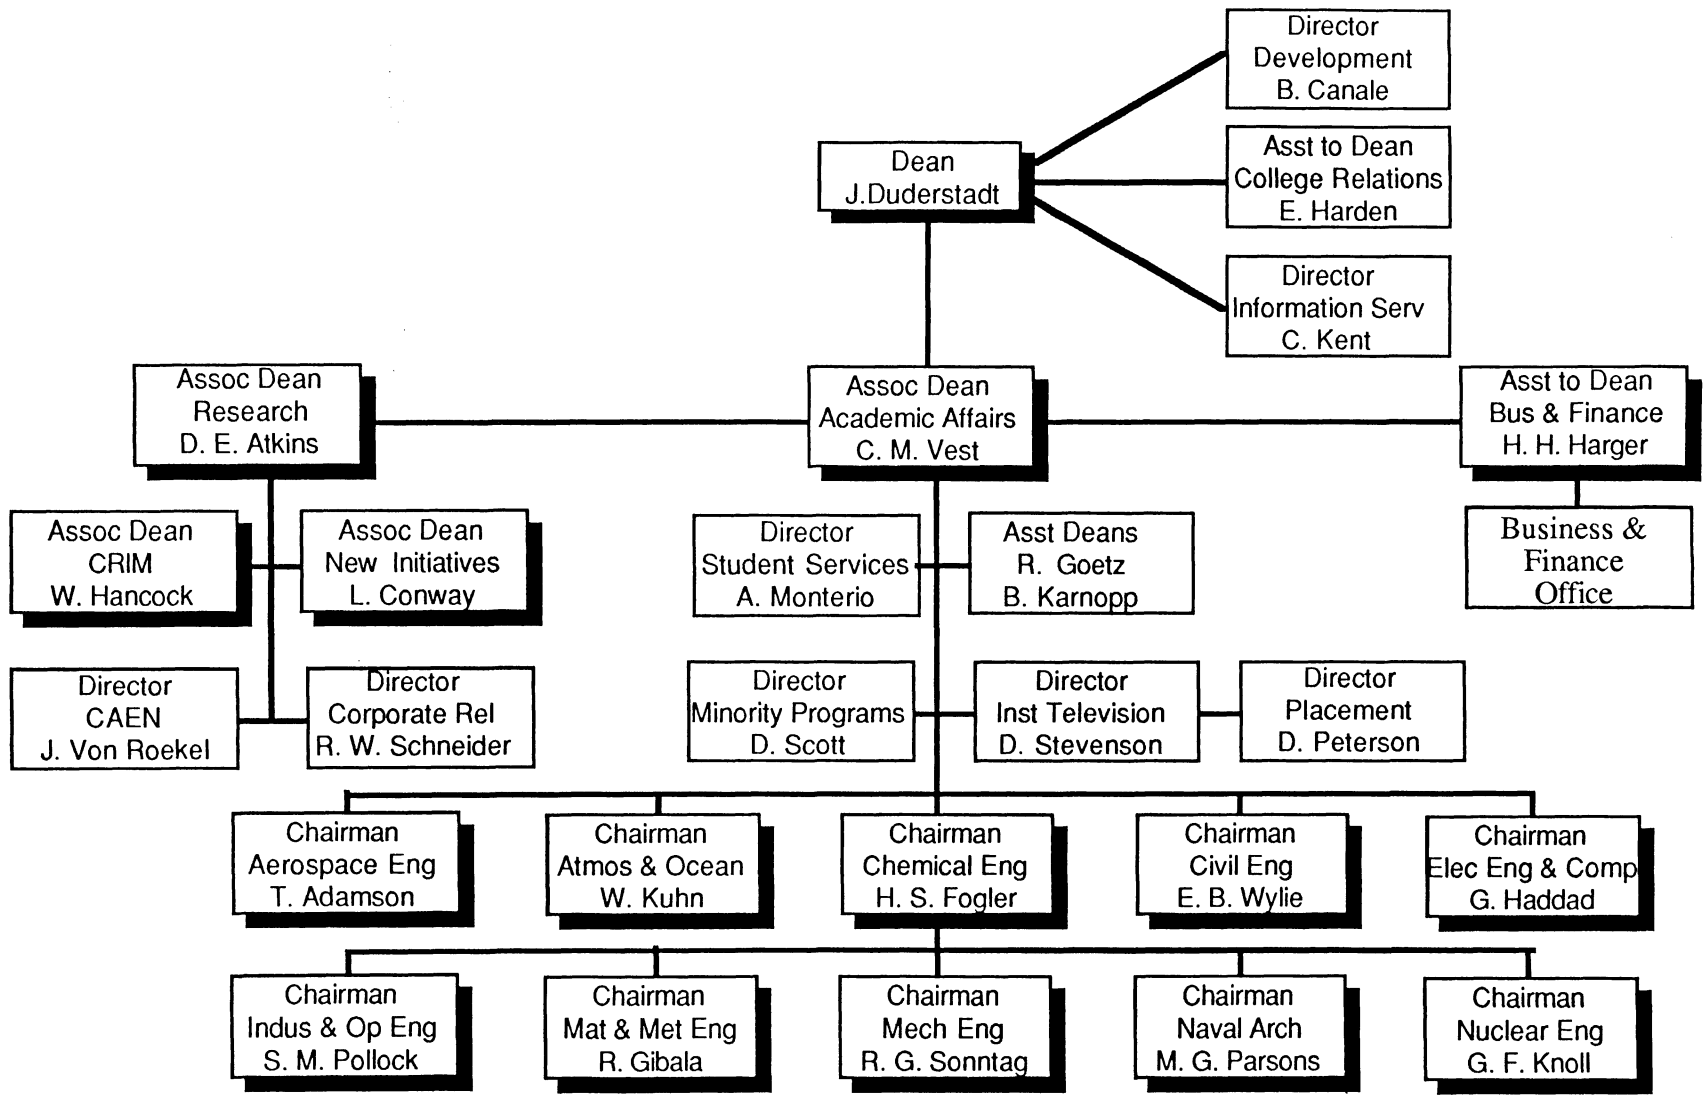 Director
Development
B. Canale
Asst to Dean
College Relations
E. Harden
Dean
J.Duderstadt
Director
Information Serv
C. Kent
Assoc Dean
Research
D. E. Atkins
Assoc Dean
Academic Affairs
C. M. Vest
Asst to Dean
Bus & Finance
H. H. Harger
Assoc Dean
CRIM
W. Hancock
Assoc Dean
New Initiatives
L. Conway
Director
Student Services
A. Monterio
Asst Deans
R. Goetz
B. Karnopp
Business &
Finance
Office
Director
CAEN
J. Von Roekel
Director
Corporate Rel
R. W. Schneider
Director
Minority Programs
D. Scott
Director
Inst Television
D. Stevenson
Director
Placement
D. Peterson
Chairman
Aerospace Eng
T. Adamson
Chairman
Atmos & Ocean
W. Kuhn
Chairman
Chemical Eng
H. S. Fogler
Chairman
Civil Eng
E. B. Wylie
Chairman
Elec Eng & Comp
G. Haddad
Chairman
Indus & Op Eng
S. M. Pollock
Chairman
Mat & Met Eng
R. Gibala
Chairman
Mech Eng
R. G. Sonntag
Chairman
Naval Arch
M. G. Parsons
Chairman
Nuclear Eng
G. F. Knoll